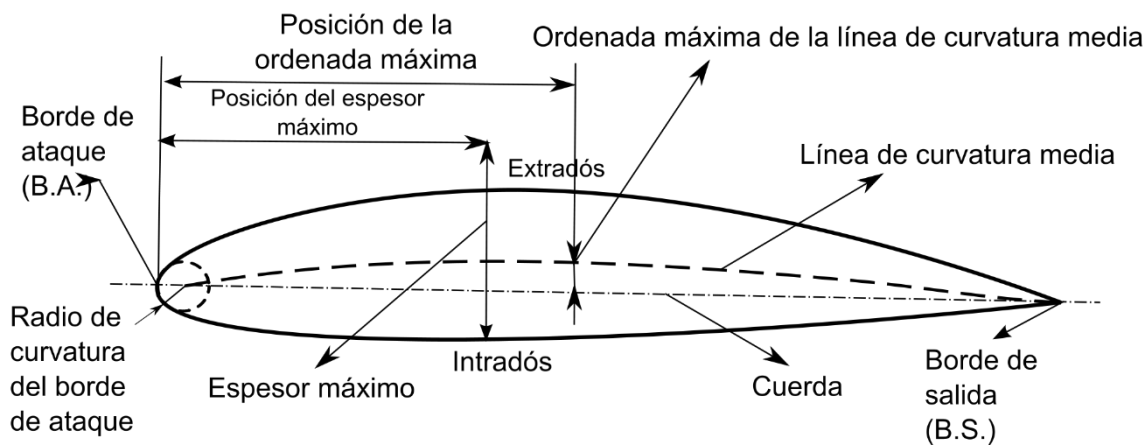 Posición de la
ordenada máxima
Ordenada máxima de la línea de curvatura media
Posición del espesor
máximo
Borde de
ataque
(B.A.)
Línea de curvatura media
Extradós
Radio de
curvatura
del borde
de ataque
Intradós
Espesor máximo
Cuerda
Borde de
salida
(B.S.)